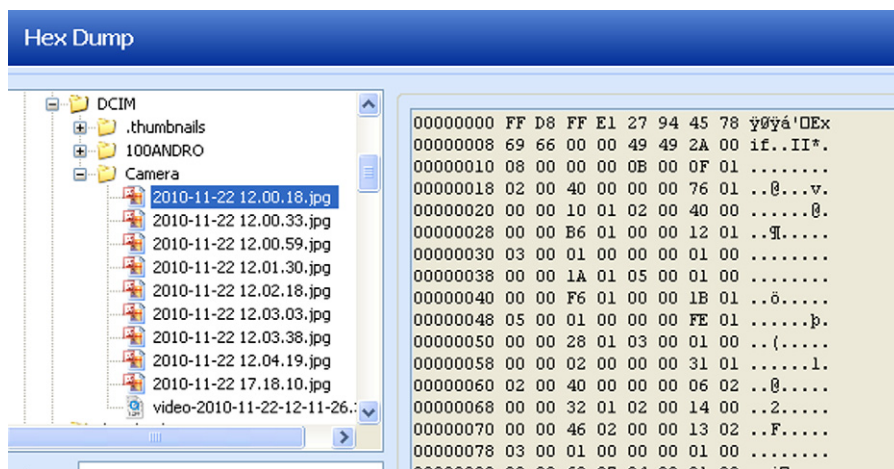 Hex Dump
DCIM
.thumbnails
100ANDRO
Camera
2010-11-22 12.00.18.jpg
2010-11-22 12.00.33.jpg
2010-11-22 12.00.59.jpg
2010-11-22 12.01.30.jpg
2010-11-22 12.02.18.jpg
2010-11-22 12.03.03.jpg
2010-11-22 12.03.38.jpg
2010-11-22 12.04.19.jpg
2010-11-22 17.18.10.jpg
video-2010-11-22-12-11-26.
00000000 FF D8 FF E1 27 94 45 78 ÿØÿá'□Ex
00000008 69 66 00 00 49 49 2A 00 if..II*.
00000010 08 00 00 00 0B 00 0F 01 ........
00000018 02 00 40 00 00 00 76 01 ..@...v.
00000020 00 00 10 01 02 00 40 00 ......@.
00000028 00 00 B6 01 00 00 12 01 ..¶.....
00000030 03 00 01 00 00 00 01 00 ........
00000038 00 00 1A 01 05 00 01 00 ........
00000040 00 00 F6 01 00 00 1B 01 ..ö.....
00000048 05 00 01 00 00 00 FE 01 ......þ.
00000050 00 00 28 01 03 00 01 00 ..(.....
00000058 00 00 02 00 00 00 31 01 ......1.
00000060 02 00 40 00 00 00 06 02 ..@.....
00000068 00 00 32 01 02 00 14 00 ..2.....
00000070 00 00 46 02 00 00 13 02 ..F.....
00000078 03 00 01 00 00 00 01 00 ........